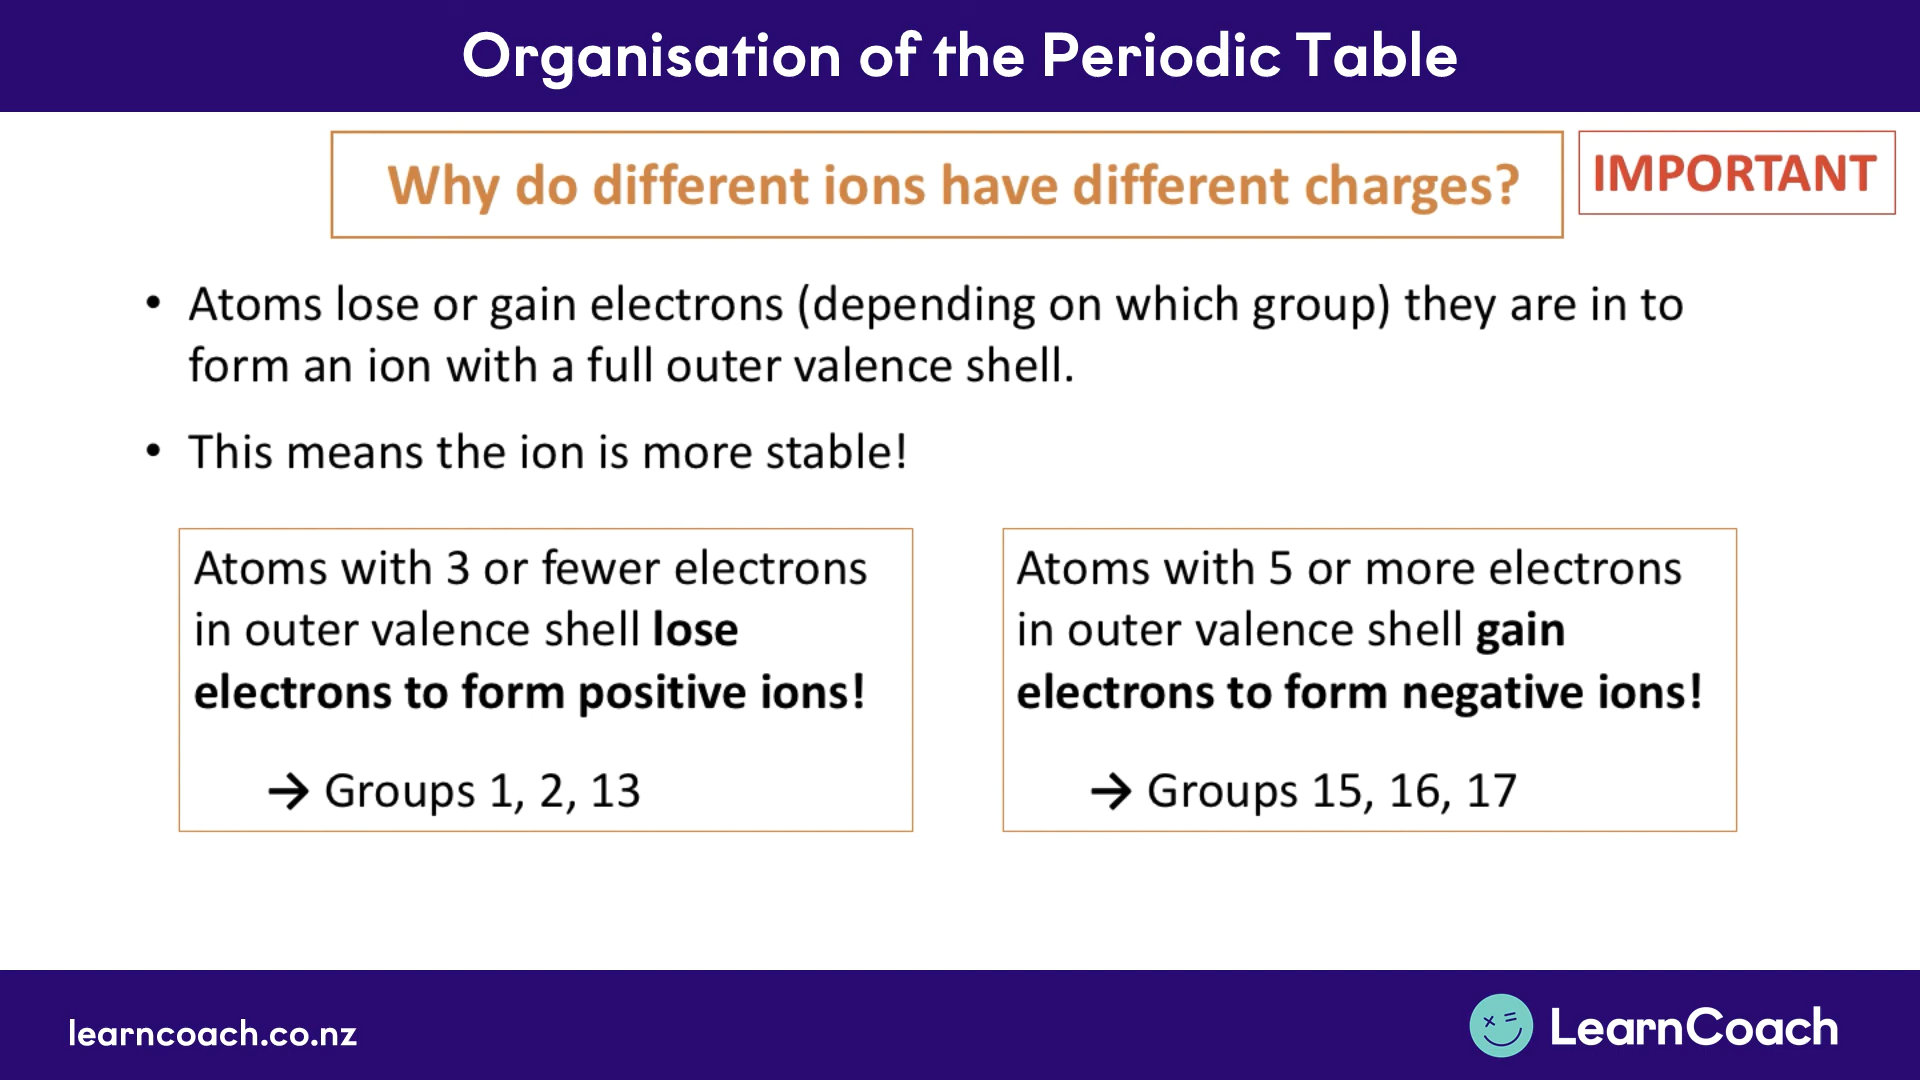 Organisation of the Periodic Table
Why do different ions have different charges?
IMPORTANT
• Atoms lose or gain electrons (depending on which group) they are in to
form an ion with a full outer valence shell.
• This means the ion is more stable!
Atoms with 3 or fewer electrons
in outer valence shell lose
electrons to form positive ions!
→ Groups 1, 2, 13
Atoms with 5 or more electrons
in outer valence shell gain
electrons to form negative ions!
→ Groups 15, 16, 17
learncoach.co.nz
LearnCoach